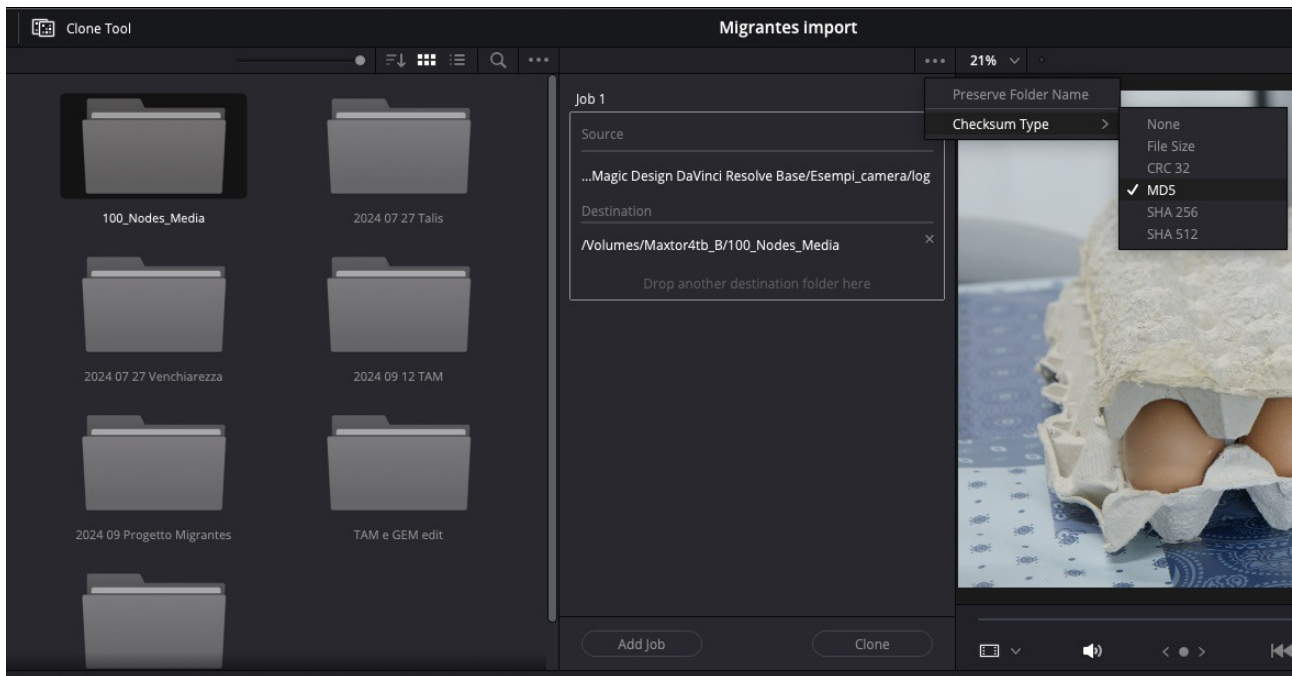 Clone Tool
Migrantes import
21%
100_Nodes_Media
2024 07 27 Talis
2024 07 27 Venchiarezza
2024 09 12 TAM
2024 09 Progetto Migrantes
TAM e GEM edit
Job 1
Source
...Magic Design DaVinci Resolve Base/Esempi_camera/log
Destination
/Volumes/Maxtor4tb_B/100_Nodes_Media
Drop another destination folder here
Add Job
Clone
Preserve Folder Name
Checksum Type
None
File Size
CRC 32
MD5
SHA 256
SHA 512